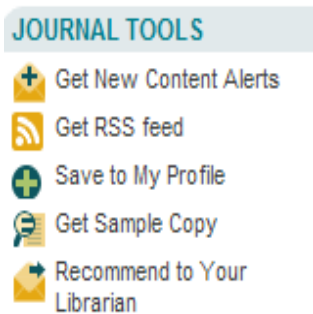 JOURNAL TOOLS
Get New Content Alerts
Get RSS feed
Save to My Profile
Get Sample Copy
Recommend to Your
Librarian